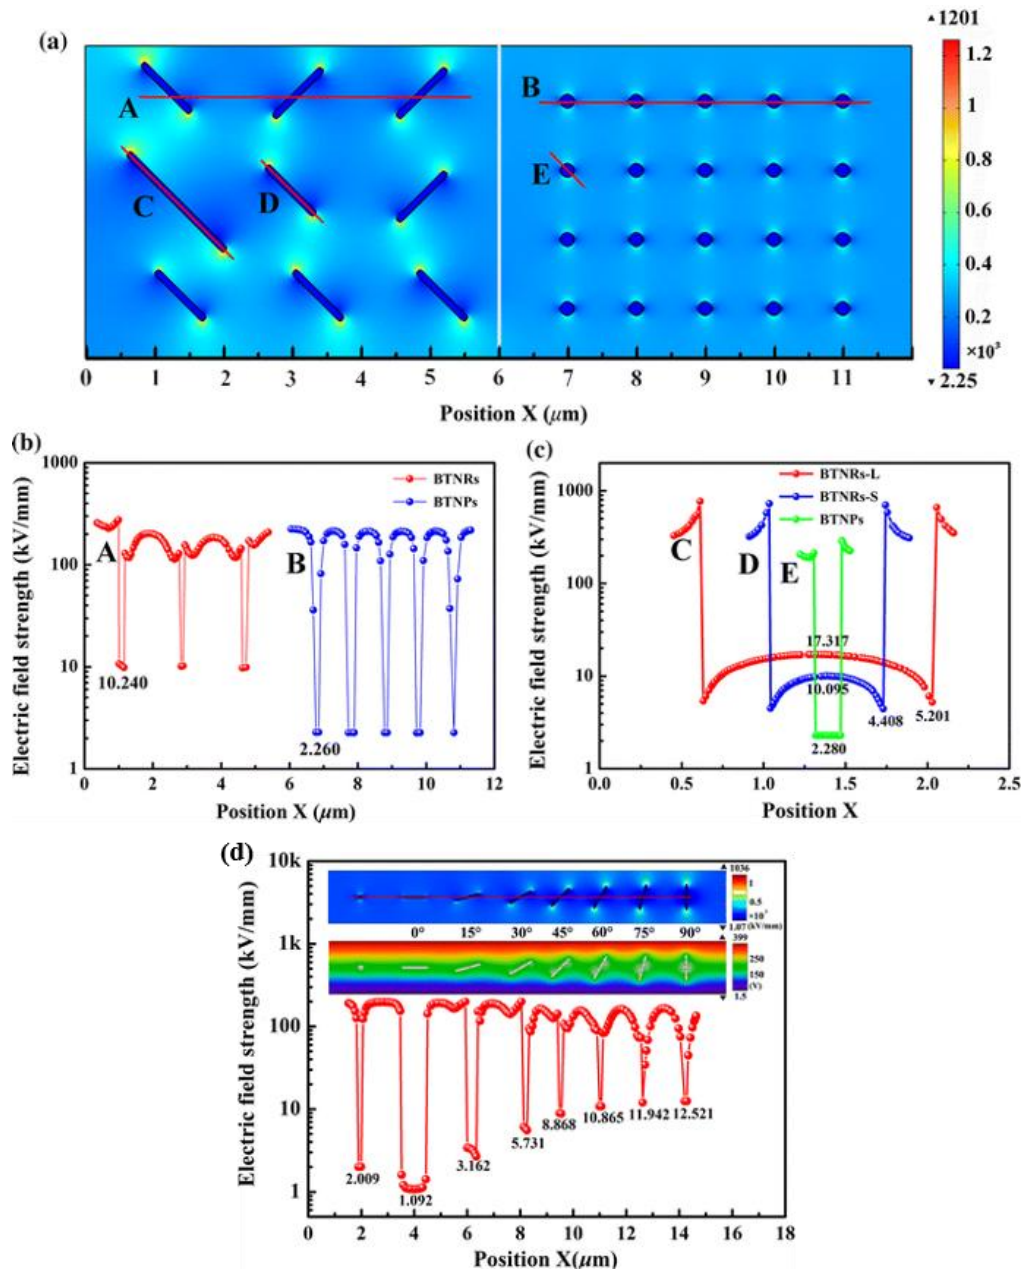 (a)
▲ 1201
1.2
1
0.8
0.6
0.4
0.2
×10³
▼ 2.25
A
B
C
D
E
0 1 2 3 4 5 6 7 8 9 10 11
Position X (μm)
(b)
Electric field strength (kV/mm)
1000
100
10
1
BTNRs
BTNPs
A
B
10.240
2.260
0 2 4 6 8 10 12
Position X (μm)
(c)
Electric field strength (kV/mm)
1000
100
10
1
BTNRs-L
BTNRs-S
BTNPs
C
D
E
17.317
10.095
4.408
5.201
2.280
0.0 0.5 1.0 1.5 2.0 2.5
Position X
(d)
Electric field strength (kV/mm)
10k
1k
100
10
1
▲ 1036
1
0.5
×10³
▼ 1.07 (kV/mm)
0° 15° 30° 45° 60° 75° 90°
▲ 399
250
150
(V)
▼ 1.5
2.009
1.092
3.162
5.731
8.868
10.865
11.942
12.521
0 2 4 6 8 10 12 14 16 18
Position X(μm)